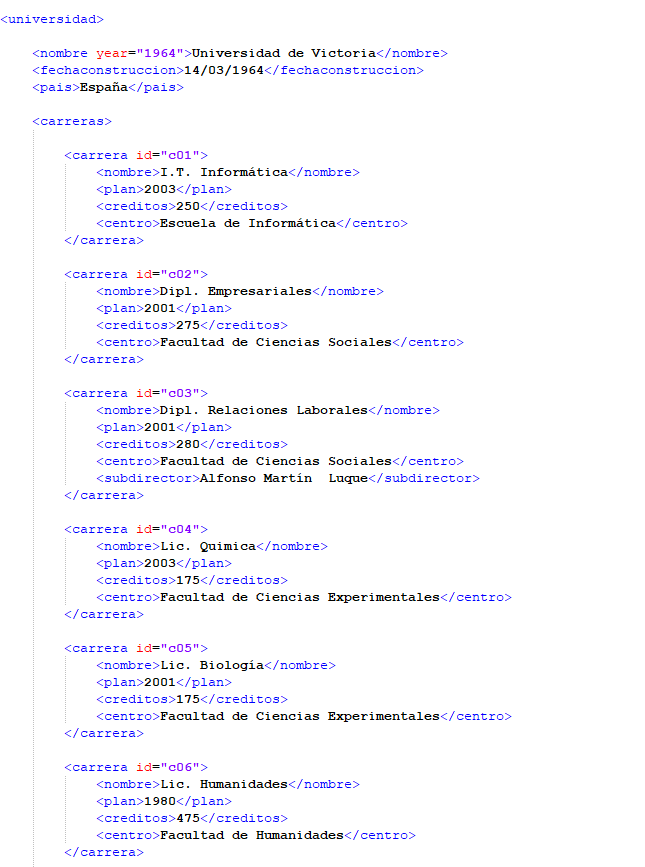 <universidad>
<nombre year="1964">Universidad de Victoria</nombre>
<fechaconstruccion>14/03/1964</fechaconstruccion>
<pais>España</pais>
<carreras>
<carrera id="c01">
<nombre>I.T. Informática</nombre>
<plan>2003</plan>
<creditos>250</creditos>
<centro>Escuela de Informática</centro>
</carrera>
<carrera id="c02">
<nombre>Dipl. Empresariales</nombre>
<plan>2001</plan>
<creditos>275</creditos>
<centro>Facultad de Ciencias Sociales</centro>
</carrera>
<carrera id="c03">
<nombre>Dipl. Relaciones Laborales</nombre>
<plan>2001</plan>
<creditos>280</creditos>
<centro>Facultad de Ciencias Sociales</centro>
<subdirector>Alfonso Martín  Luque</subdirector>
</carrera>
<carrera id="c04">
<nombre>Lic. Quimica</nombre>
<plan>2003</plan>
<creditos>175</creditos>
<centro>Facultad de Ciencias Experimentales</centro>
</carrera>
<carrera id="c05">
<nombre>Lic. Biología</nombre>
<plan>2001</plan>
<creditos>175</creditos>
<centro>Facultad de Ciencias Experimentales</centro>
</carrera>
<carrera id="c06">
<nombre>Lic. Humanidades</nombre>
<plan>1980</plan>
<creditos>475</creditos>
<centro>Facultad de Humanidades</centro>
</carrera>